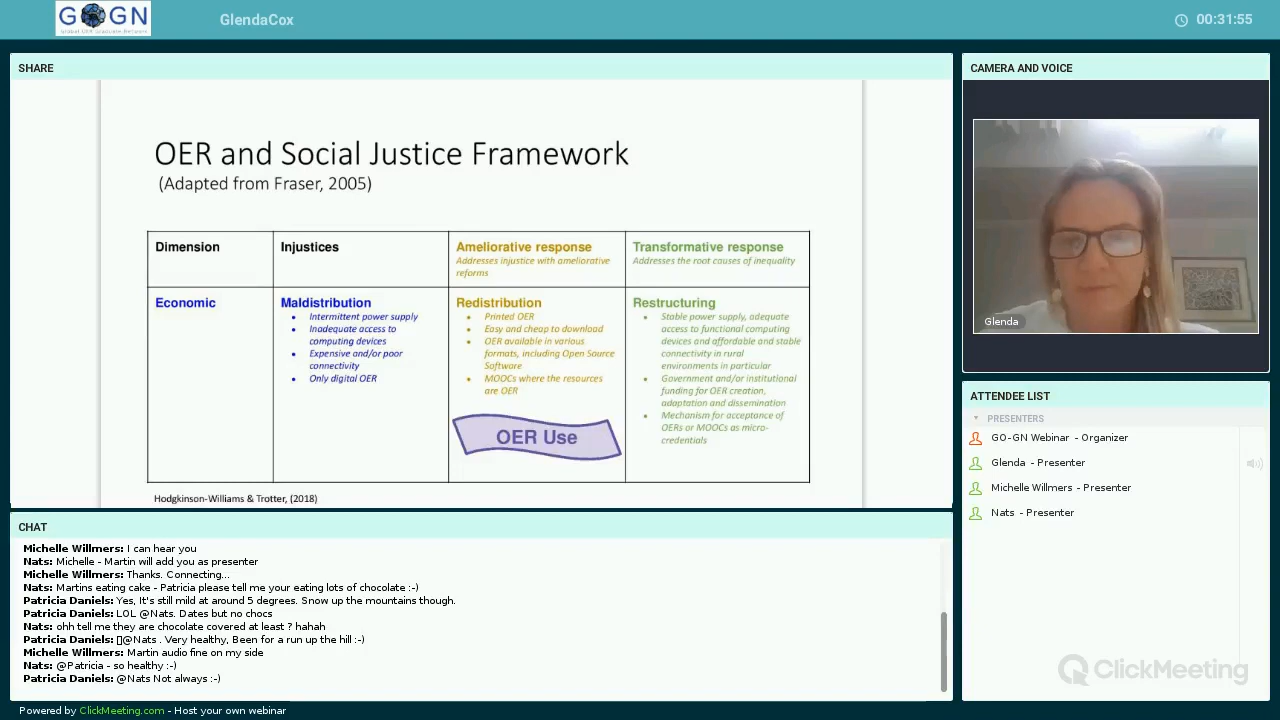 GO GN
Global OER Graduate Network
GlendaCox
00:31:55
SHARE
OER and Social Justice Framework
(Adapted from Fraser, 2005)
Dimension
Injustices
Ameliorative response
Addresses injustice with ameliorative
reforms
Transformative response
Addresses the root causes of inequality
Economic
Maldistribution
Intermittent power supply
Inadequate access to
computing devices
Expensive and/or poor
connectivity
Only digital OER
Redistribution
Printed OER
Easy and cheap to download
OER available in various
formats, including Open Source
Software
MOOCs where the resources
are OER
OER Use
Restructuring
Stable power supply, adequate
access to functional computing
devices and affordable and stable
connectivity in rural
environments in particular
Government and/or institutional
funding for OER creation,
adaptation and dissemination
Mechanism for acceptance of
OERs or MOOCs as micro-
credentials
Hodgkinson-Williams & Trotter, (2018)
CAMERA AND VOICE
Glenda
ATTENDEE LIST
PRESENTERS
GO-GN Webinar - Organizer
Glenda - Presenter
Michelle Willmers - Presenter
Nats - Presenter
ClickMeeting
CHAT
Michelle Willmers: I can hear you
Nats: Michelle - Martin will add you as presenter
Michelle Willmers: Thanks. Connecting...
Nats: Martins eating cake - Patricia please tell me your eating lots of chocolate :-)
Patricia Daniels: Yes, It's still mild at around 5 degrees. Snow up the mountains though.
Patricia Daniels: LOL @Nats. Dates but no chocs
Nats: ohh tell me they are chocolate covered at least ? hahah
Patricia Daniels: []@Nats . Very healthy, Been for a run up the hill :-)
Michelle Willmers: Martin audio fine on my side
Nats: @Patricia - so healthy :-)
Patricia Daniels: @Nats Not always :-)
Powered by ClickMeeting.com - Host your own webinar